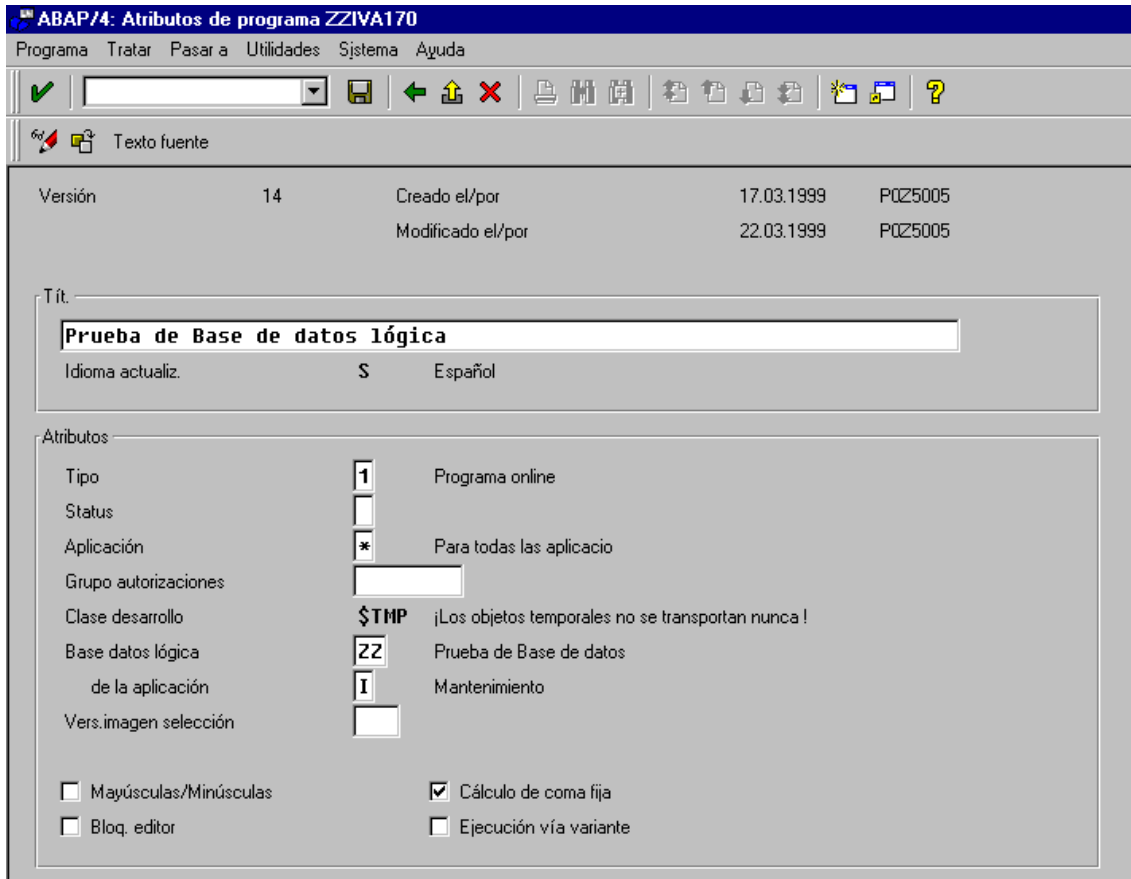 ABAP/4: Atributos de programa ZZIVA170
Programa Tratar Pasar a Utilidades Sistema Ayuda
Texto fuente
Versión 14 Creado el/por 17.03.1999 P0Z5005
Modificado el/por 22.03.1999 P0Z5005
Tít.
Prueba de Base de datos lógica
Idioma actualiz. S Español
Atributos
Tipo 1 Programa online
Status
Aplicación * Para todas las aplicacio
Grupo autorizaciones
Clase desarrollo $TMP ¡Los objetos temporales no se transportan nunca !
Base datos lógica ZZ Prueba de Base de datos
de la aplicación I Mantenimiento
Vers.imagen selección
Mayúsculas/Minúsculas Cálculo de coma fija
Bloq. editor Ejecución vía variante